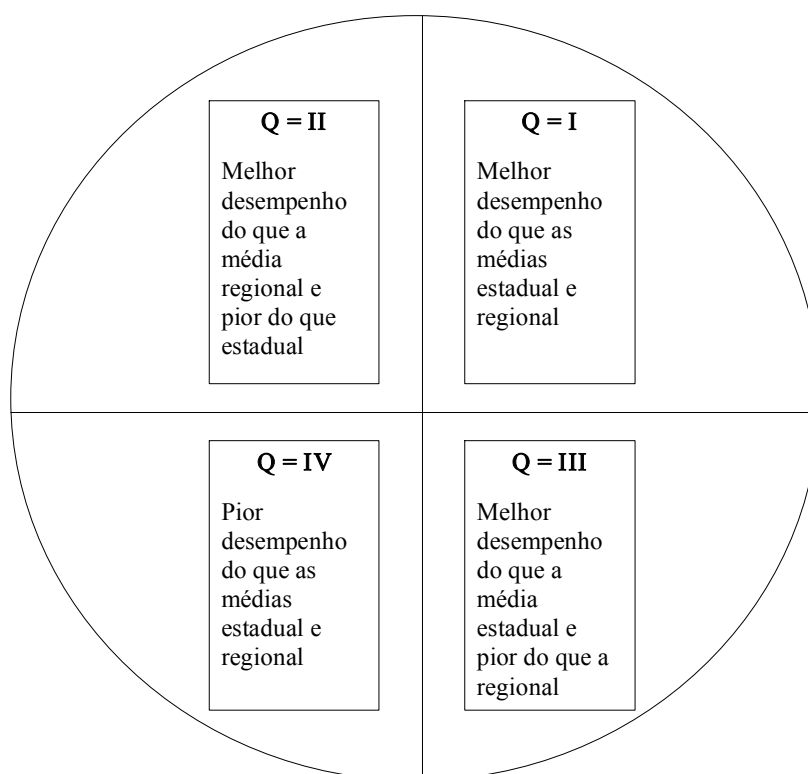 Q = II
Melhor
desempenho
do que a
média
regional e
pior do que
estadual
Q = I
Melhor
desempenho
do que as
médias
estadual e
regional
Q = IV
Pior
desempenho
do que as
médias
estadual e
regional
Q = III
Melhor
desempenho
do que a
média
estadual e
pior do que a
regional